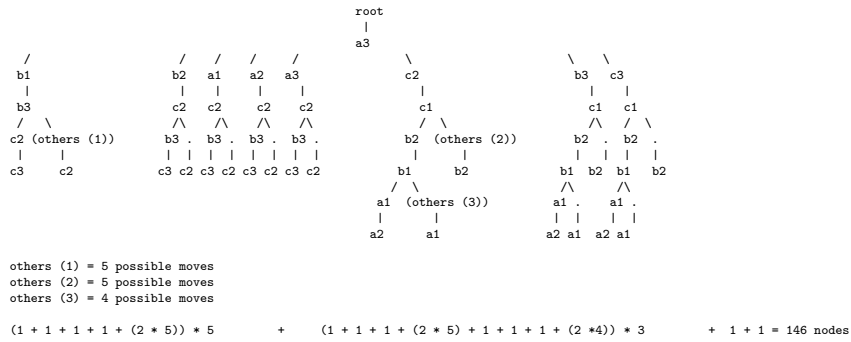 root
|
a3
/ / / / / \ \ \
b1 b2 a1 a2 a3 c2 b3 c3
| | | | | | | |
b3 c2 c2 c2 c2 c1 c1 c1
/ \ /\ /\ /\ /\ / \ /\ / \
c2 (others (1)) b3 . b3 . b3 . b3 . b2 (others (2)) b2 . b2 .
| | | | | | | | | | | | | | | |
c3 c2 c3 c2 c3 c2 c3 c2 c3 c2 b1 b2 b1 b2 b1 b2
/ \ /\ /\
a1 (others (3)) a1 . a1 .
| | | | | |
a2 a1 a2 a1 a2 a1
others (1) = 5 possible moves
others (2) = 5 possible moves
others (3) = 4 possible moves
(1 + 1 + 1 + 1 + (2 * 5)) * 5 + (1 + 1 + 1 + (2 * 5) + 1 + 1 + 1 + (2 *4)) * 3 + 1 + 1 = 146 nodes